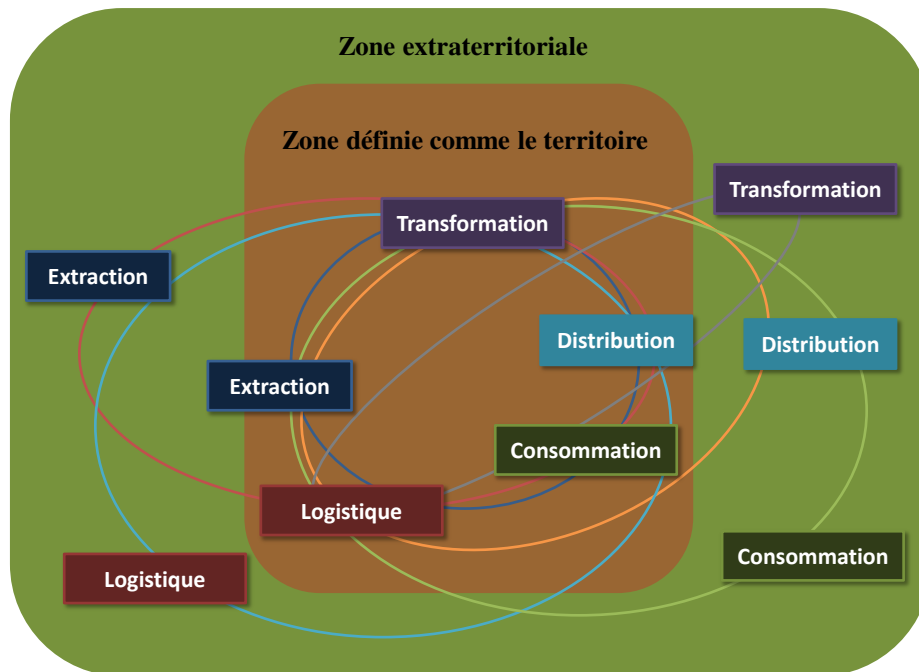 Zone extraterritoriale
Zone définie comme le territoire
Transformation
Transformation
Extraction
Distribution
Distribution
Extraction
Consommation
Logistique
Consommation
Logistique